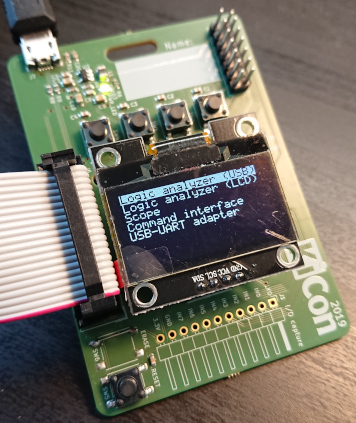 Name:
Logic analyzer (USB)
Logic analyzer (LCD)
Scope
Command interface
USB-UART adapter
GND VCC SCL SDA
I/O capture
ERASE
RESET
Con
2019